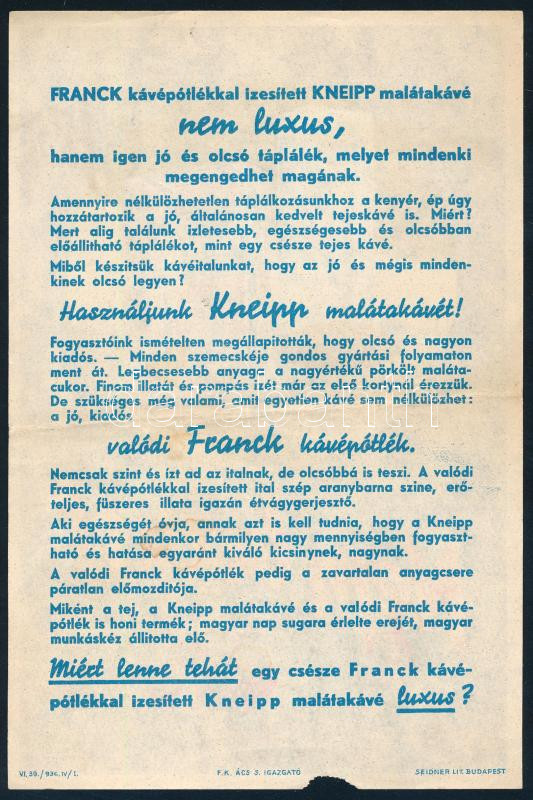 FRANCK kávépótlékkal izesített KNEIPP malátakávé
nem luxus,
hanem igen jó és olcsó táplálék, melyet mindenki
megengedhet magának.
Amennyire nélkülözhetetlen táplálkozásunkhoz a kenyér, ép úgy
hozzátartozik a jó, általánosan kedvelt tejeskávé is. Miért?
Mert alig találunk izletesebb, egészségesebb és olcsóbban
előállitható táplálékot, mint egy csésze tejes kávé.
Miből készitsük kávéitalunkat, hogy az jó és mégis minden-
kinek olcsó legyen?
Használjunk Kneipp malátakávét!
Fogyasztóink ismételten megállapitották, hogy olcsó és nagyon
kiadós. — Minden szemecskéje gondos gyártási folyamaton
ment át. Legbecsesebb anyaga a nagyértékű pörkölt maláta-
cukor. Finom illatát és pompás izét már az első kortynál érezzük.
De szükséges még valami, amit egyetlen kávé sem nélkülözhet:
a jó, kiadós
valódi Franck kávépótlék.
Nemcsak szint és ízt ad az italnak, de olcsóbbá is teszi. A valódi
Franck kávépótlékkal izesített ital szép aranybarna szine, erő-
teljes, füszeres illata igazán étvágygerjesztő.
Aki egészségét óvja, annak azt is kell tudnia, hogy a Kneipp
malátakávé mindenkor bármilyen nagy mennyiségben fogyaszt-
ható és hatása egyaránt kiváló kicsinynek, nagynak.
A valódi Franck kávépótlék pedig a zavartalan anyagcsere
páratlan előmozditója.
Miként a tej, a Kneipp malátakávé és a valódi Franck kávé-
pótlék is honi termék; magyar nap sugara érlelte erejét, magyar
munkáskéz állitotta elő.
Miért lenne tehát egy csésze Franck kávé-
pótlékkal izesített Kneipp malátakávé luxus?
VI. 39./936. IV/I. F. K. ÁCS S. IGAZGATÓ SEIDNER LIT. BUDAPEST